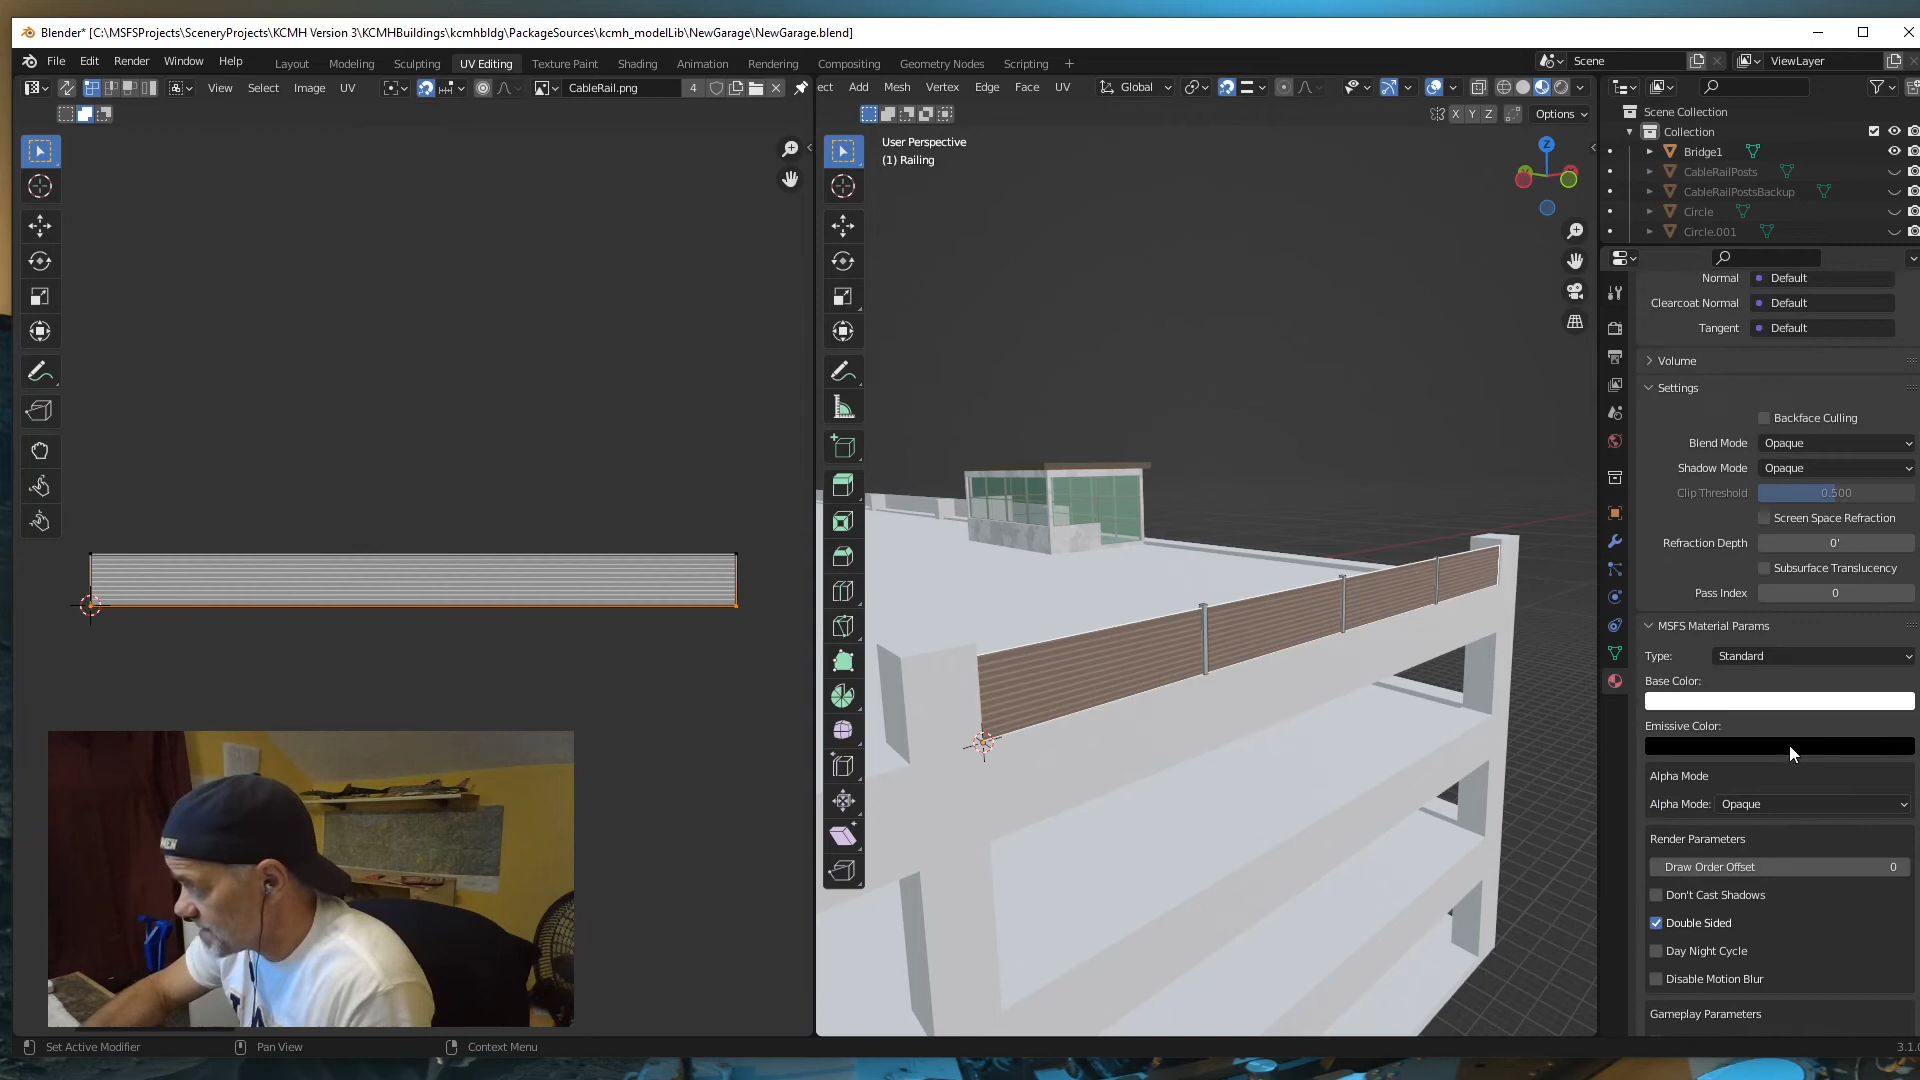 Blender* [C:\MSFSProjects\SceneryProjects\KCMH Version 3\KCMHBuildings\kcmhbldg\PackageSources\kcmh_modelLib\NewGarage\NewGarage.blend]
File Edit Render Window Help
Layout Modeling Sculpting UV Editing Texture Paint Shading Animation Rendering Compositing Geometry Nodes Scripting +
Scene ViewLayer
View Select Image UV CableRail.png 4
ect Add Mesh Vertex Edge Face UV Global
X Y Z Options
User Perspective
(1) Railing
Z
Scene Collection
Collection
Bridge1
CableRailPosts
CableRailPostsBackup
Circle
Circle.001
Normal Default
Clearcoat Normal Default
Tangent Default
Volume
Settings
Backface Culling
Blend Mode Opaque
Shadow Mode Opaque
Clip Threshold 0.500
Screen Space Refraction
Refraction Depth 0'
Subsurface Translucency
Pass Index 0
MSFS Material Params
Type: Standard
Base Color:
Emissive Color:
Alpha Mode
Alpha Mode: Opaque
Render Parameters
Draw Order Offset 0
Don't Cast Shadows
Double Sided
Day Night Cycle
Disable Motion Blur
Gameplay Parameters
Set Active Modifier Pan View Context Menu
3.1.0